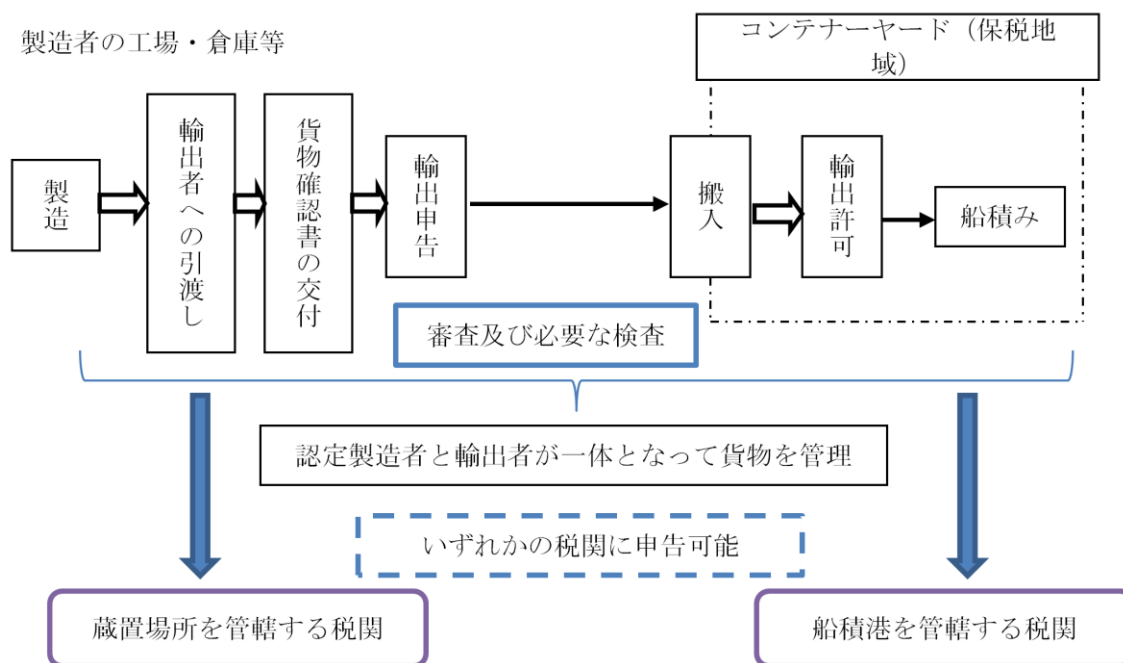 製造者の工場・倉庫等
コンテナーヤード（保税地
域）
製造
輸出者への引渡し
貨物確認書の交付
輸出申告
搬入
輸出許可
船積み
審査及び必要な検査
認定製造者と輸出者が一体となって貨物を管理
いずれかの税関に申告可能
蔵置場所を管轄する税関
船積港を管轄する税関